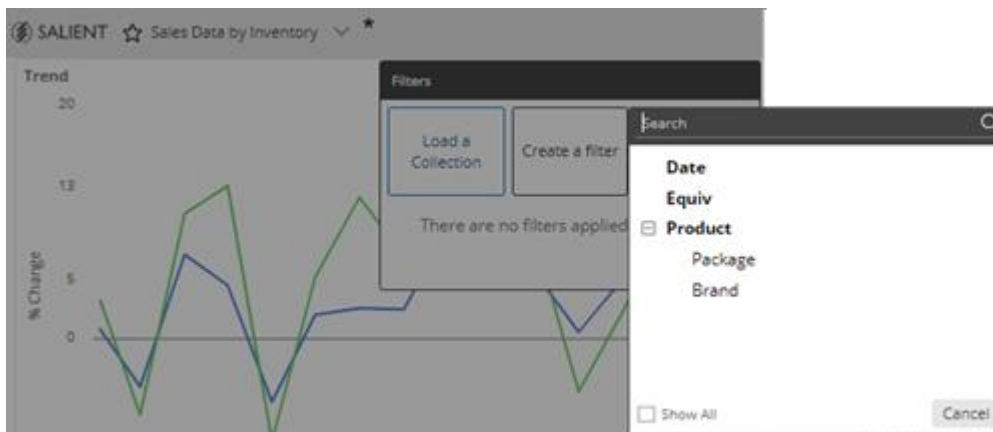 SALIENT Sales Data by Inventory *
Trend
20
13
5
0
% Change
Filters
Load a
Collection
Create a filter
There are no filters applied
Search
Date
Equiv
Product
Package
Brand
Show All
Cancel